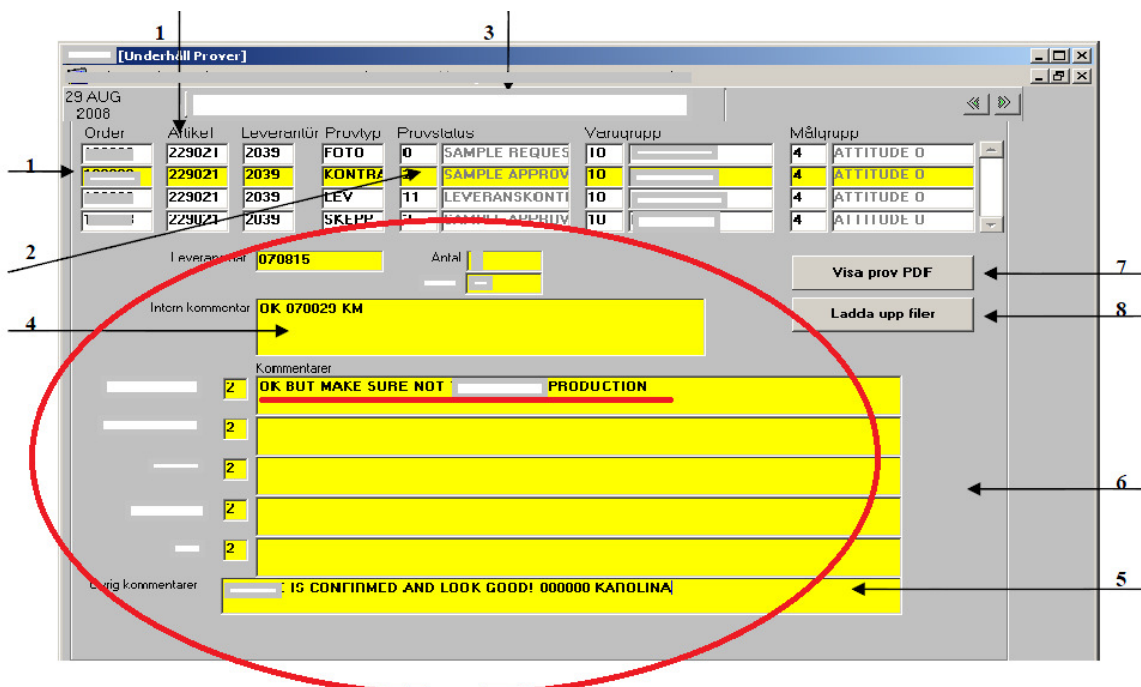 1 3
[Underhåll Prover]
29 AUG
2008
Order Artikel Leverantür Provtyp Provstatus Varugrupp Målgrupp
229021 2039 FOTO 0 SAMPLE REQUES 10 4 ATTITUDE O
1
229021 2039 KONTRA SAMPLE APPROV 10 4 ATTITUDE O
229021 2039 LEV 11 LEVERANSKONTI 10 4 ATTITUDE O
229021 2039 SKEPP SAMPLE APPROV 10 4 ATTITUDE O
2
070815 Antal
Visa prov PDF 7
Intern kommentar OK 070029 KM
Ladda upp filer 8
4
Kommentarer
2 OK BUT MAKE SURE NOT PRODUCTION
2
2
6
2
2
kommentarer IS CONFIRMED AND LOOK GOOD! 000000 KAROLINA
5